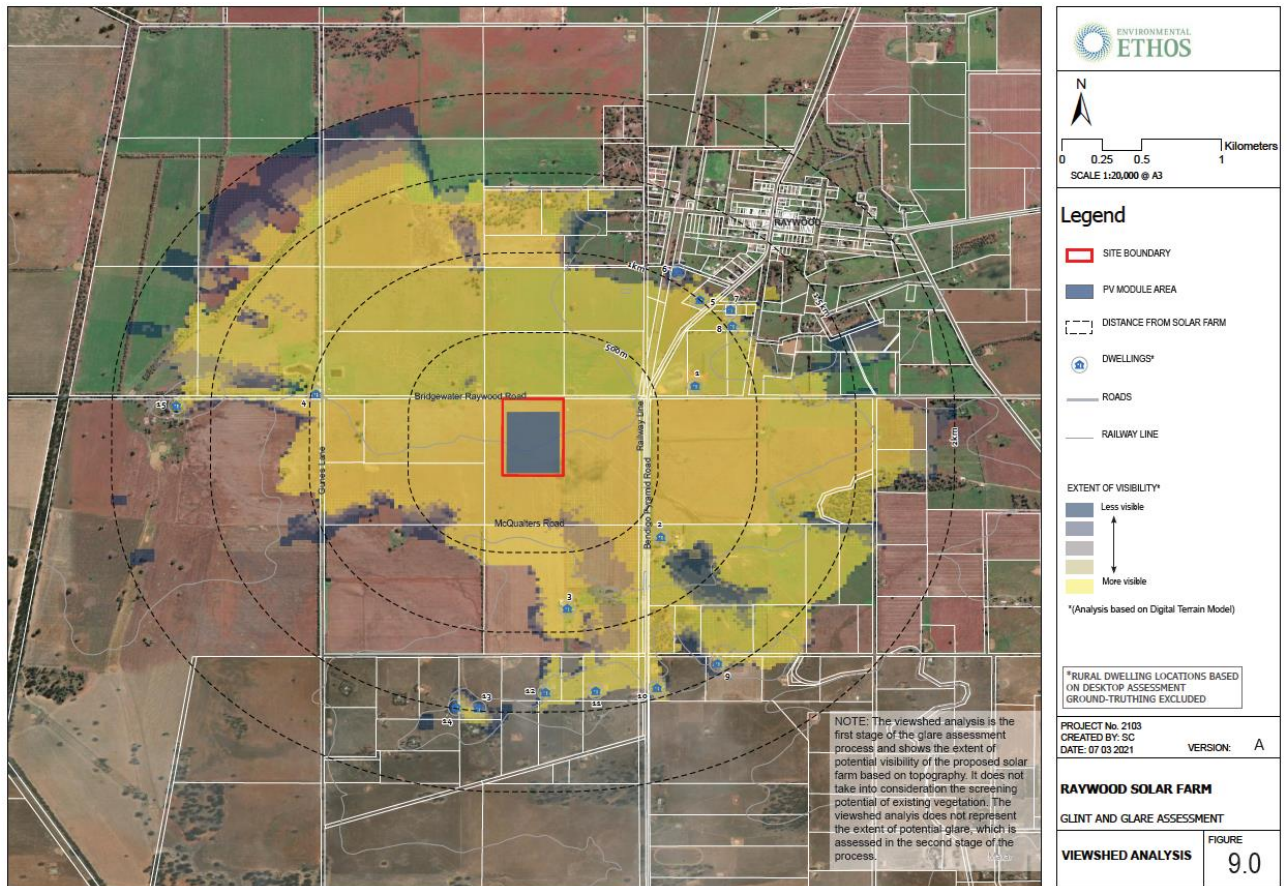 RAYWOOD
1km
6
5
7
8
1.5km
500m
1
15
4
Bridgewater Raywood Road
Railway Line
2km
Gunes Lane
McQualters Road
Bendigo Pyramid Road
2
3
9
12
11
10
13
14
NOTE: The viewshed analysis is the
first stage of the glare assessment
process and shows the extent of
potential visibility of the proposed solar
farm based on topography. It does not
take into consideration the screening
potential of existing vegetation. The
viewshed analyis does not represent
the extent of potential glare, which is
assessed in the second stage of the
process.
ENVIRONMENTAL
ETHOS
N
Kilometers
0 0.25 0.5 1
SCALE 1:20,000 @ A3
Legend
SITE BOUNDARY
PV MODULE AREA
DISTANCE FROM SOLAR FARM
DWELLINGS*
ROADS
RAILWAY LINE
EXTENT OF VISIBILITY*
Less visible
More visible
*(Analysis based on Digital Terrain Model)
*RURAL DWELLING LOCATIONS BASED
ON DESKTOP ASSESSMENT
GROUND-TRUTHING EXCLUDED
PROJECT No. 2103
CREATED BY: SC
DATE: 07 03 2021 VERSION: A
RAYWOOD SOLAR FARM
GLINT AND GLARE ASSESSMENT
VIEWSHED ANALYSIS
FIGURE
9.0